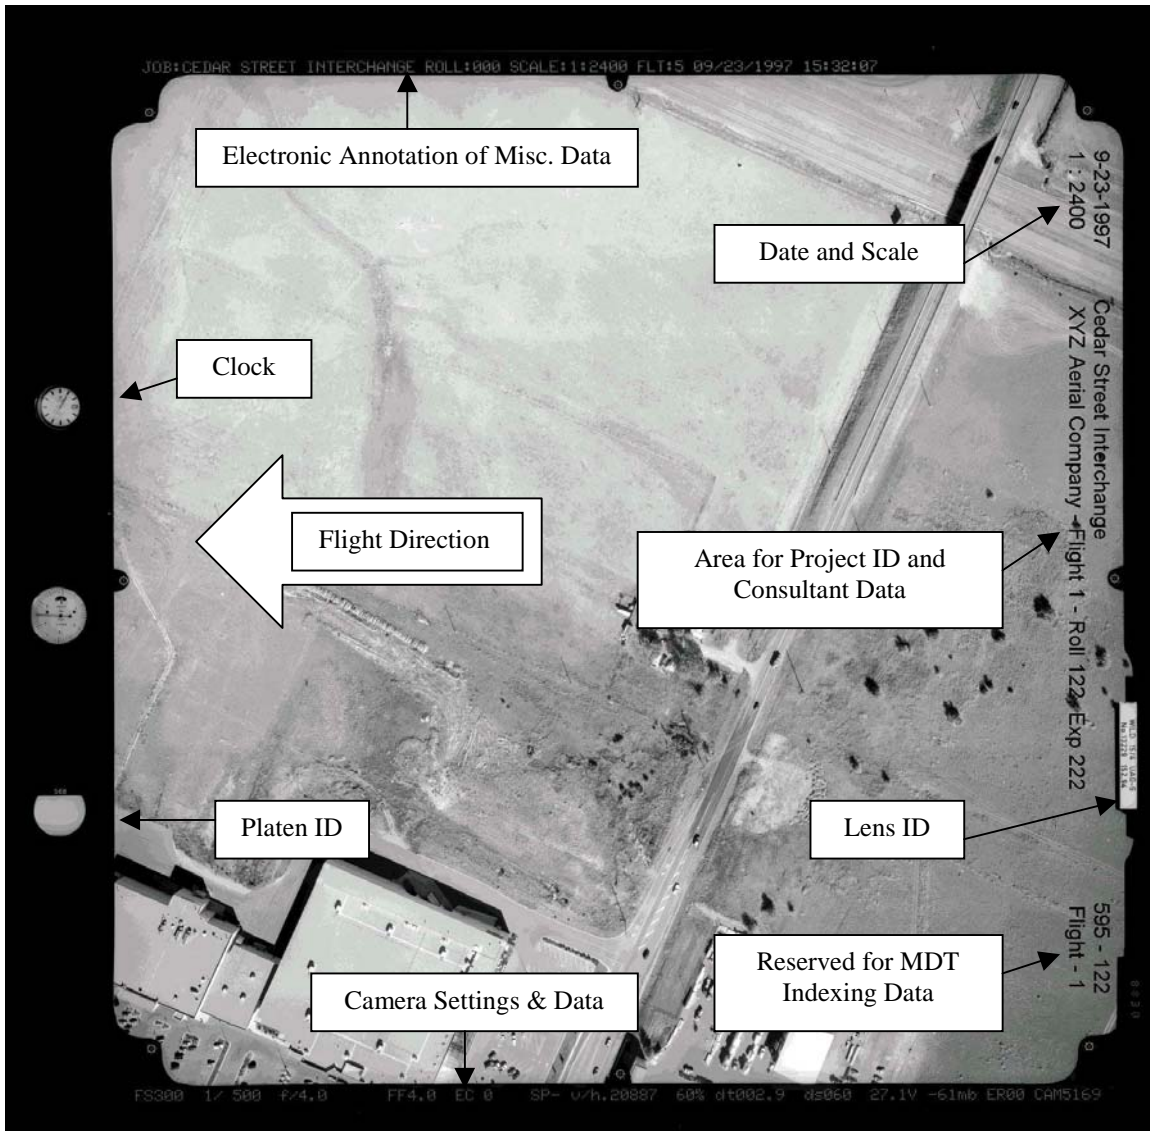 JOB:CEDAR STREET INTERCHANGE ROLL:000 SCALE:1:2400 FLT:5 09/23/1997 15:32:07
Electronic Annotation of Misc. Data
9-23-1997
1 : 2400
Date and Scale
Clock
Cedar Street Interchange
XYZ Aerial Company - Flight 1 - Roll 122, Exp 222
Flight Direction
Area for Project ID and
Consultant Data
Platen ID
Lens ID
595 - 122
Flight - 1
Reserved for MDT
Indexing Data
Camera Settings & Data
FS300 1/ 500 f/4.0 FF4.0 EC 0 SP- v/h.20887 60% dt002.9 ds060 27.1V -61mb ER00 CAM5169